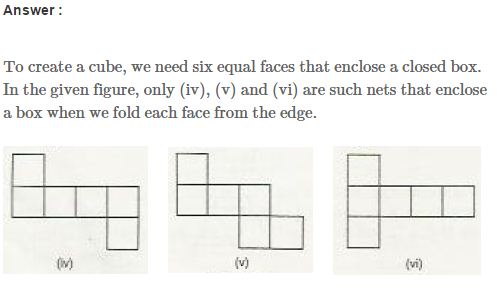 Answer :
To create a cube, we need six equal faces that enclose a closed box.
In the given figure, only (iv), (v) and (vi) are such nets that enclose
a box when we fold each face from the edge.
(iv) (v) (vi)